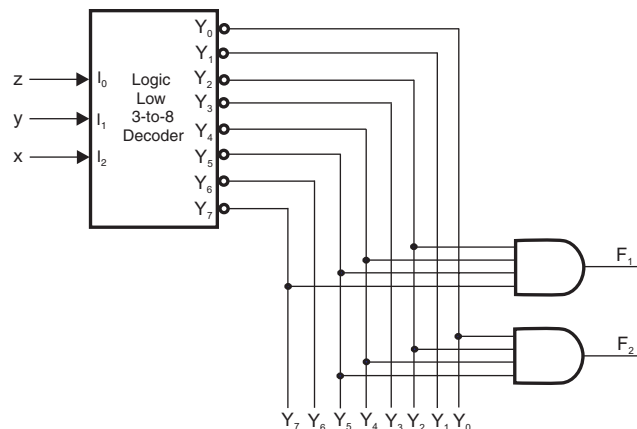 Y₀
Y₁
Y₂
Y₃
Y₄
Y₅
Y₆
Y₇
Logic
Low
3-to-8
Decoder
z I₀
y I₁
x I₂
F₁
F₂
Y₇ Y₆ Y₅ Y₄ Y₃ Y₂ Y₁ Y₀